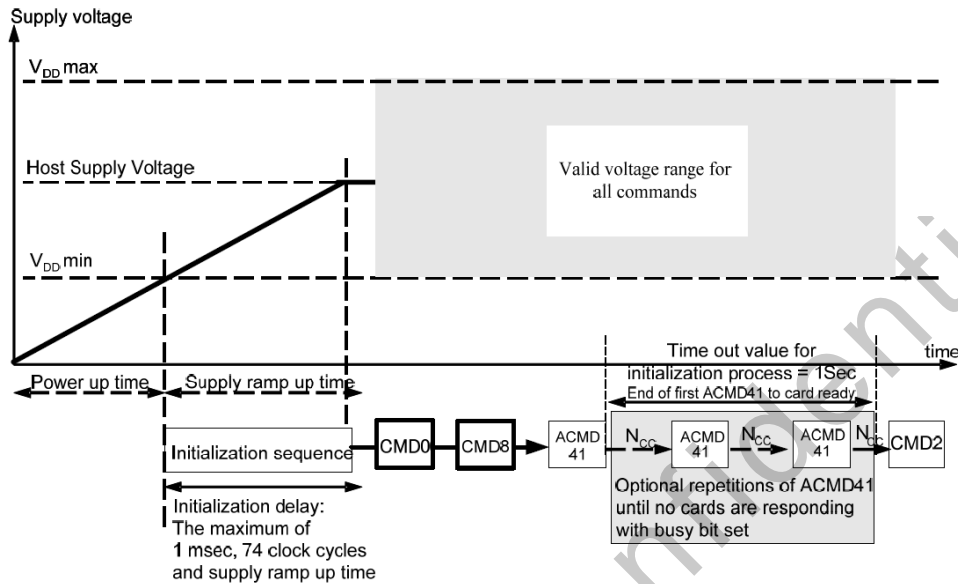 Supply voltage
V_DD max
Host Supply Voltage
Valid voltage range for
all commands
V_DD min
time
Power up time
Supply ramp up time
Time out value for
initialization process = 1Sec
End of first ACMD41 to card ready
Initialization sequence
CMD0
CMD8
ACMD
41
N_CC
ACMD
41
N_CC
ACMD
41
N_CC
CMD2
Optional repetitions of ACMD41
until no cards are responding
with busy bit set
Initialization delay:
The maximum of
1 msec, 74 clock cycles
and supply ramp up time
nfidenti